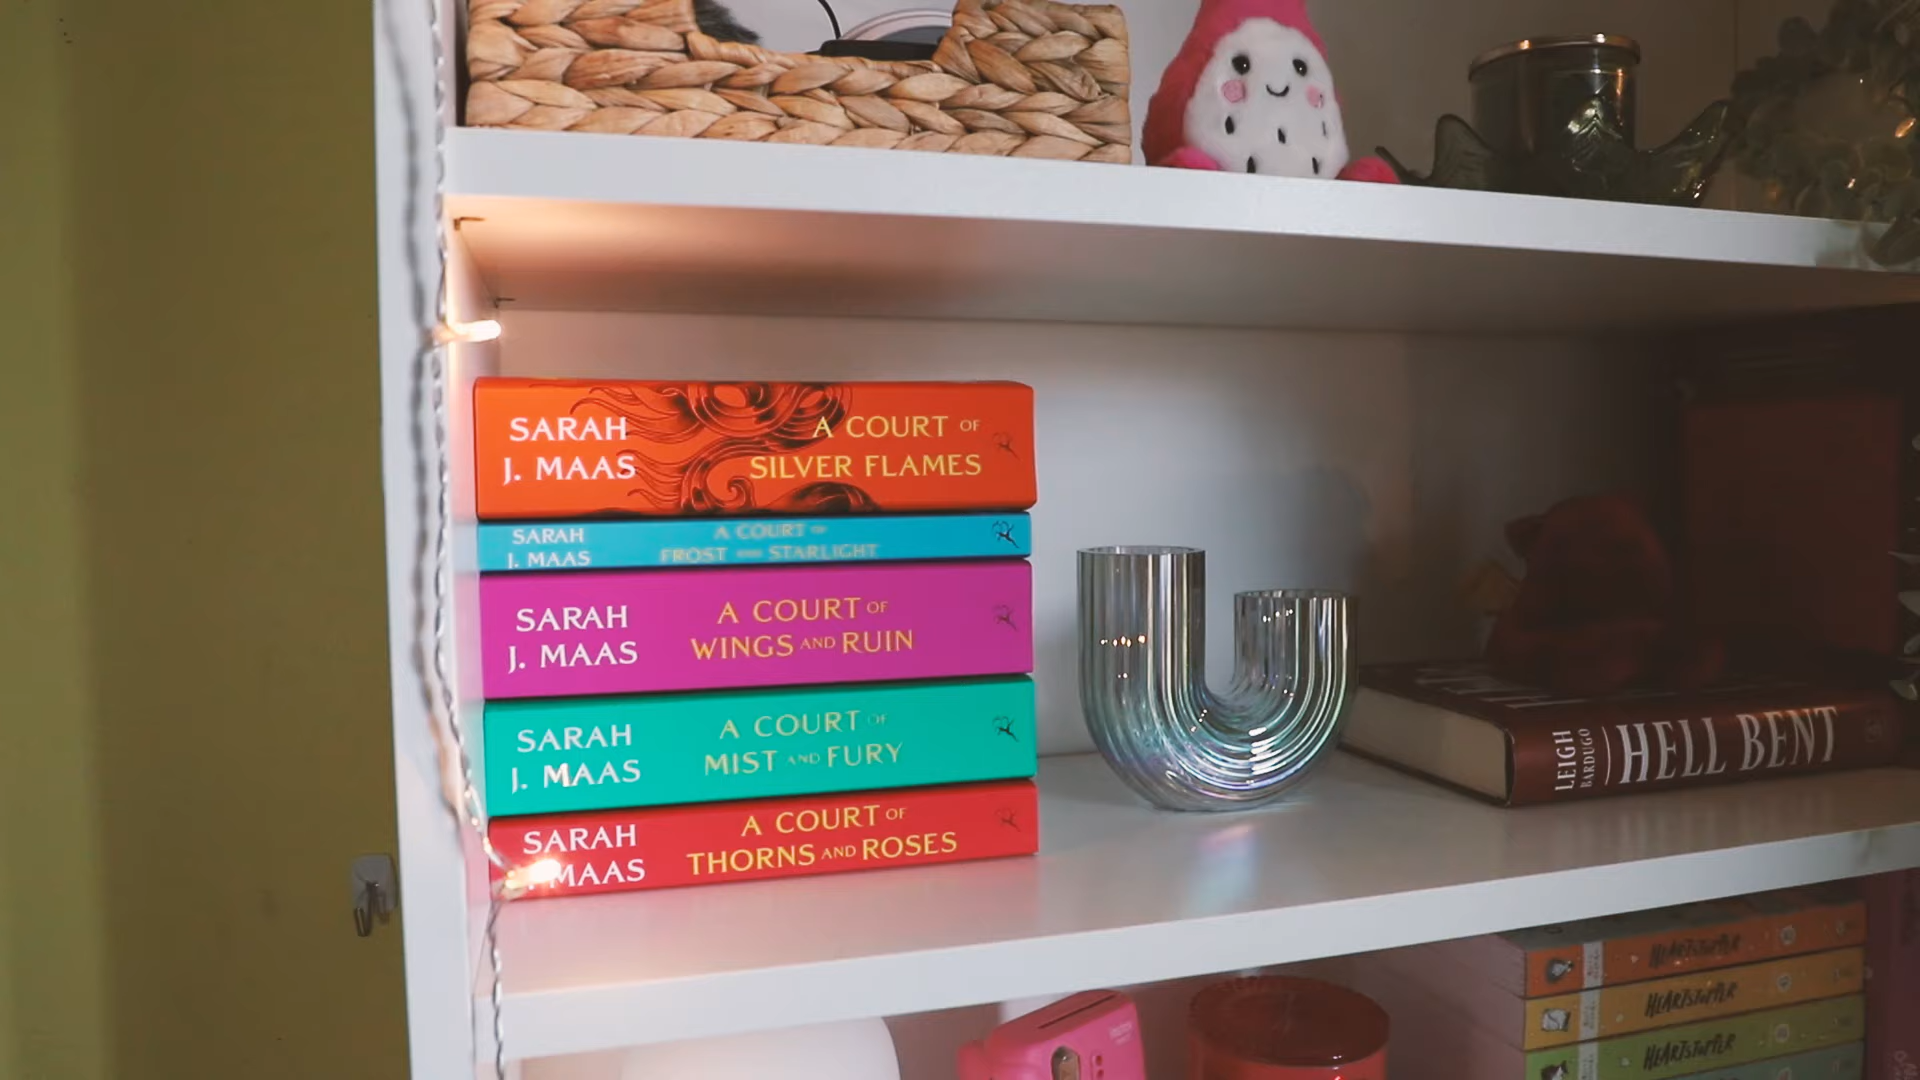 SARAH
J. MAAS
A COURT OF
SILVER FLAMES
SARAH
J. MAAS
A COURT OF
FROST AND STARLIGHT
SARAH
J. MAAS
A COURT OF
WINGS AND RUIN
SARAH
J. MAAS
A COURT OF
MIST AND FURY
SARAH
MAAS
A COURT OF
THORNS AND ROSES
LEIGH
BARDUGO
HELL BENT
HEARTSTOPPER
HEARTSTOPPER
HEARTSTOPPER